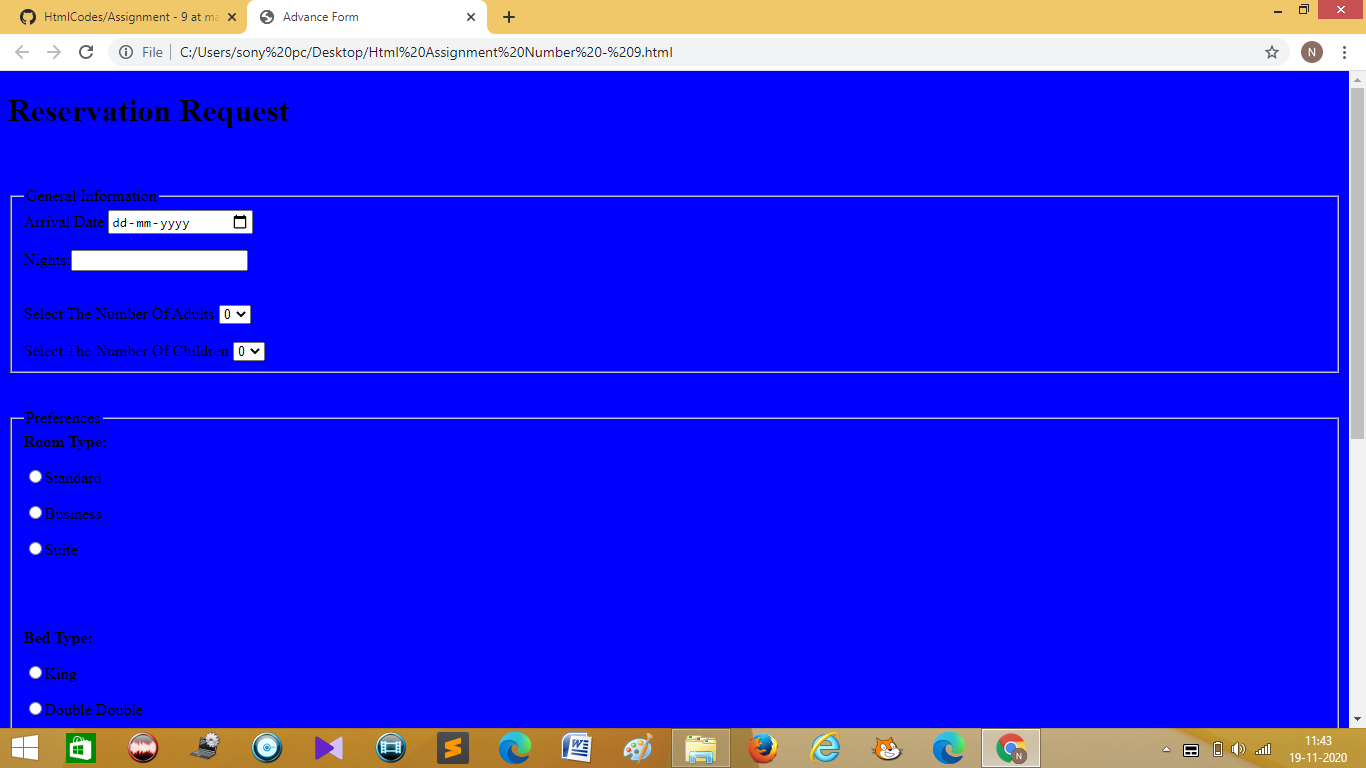 HtmlCodes/Assignment - 9 at ma
Advance Form
File
C:/Users/sony%20pc/Desktop/Html%20Assignment%20Number%20-%209.html
N
Reservation Request
General Information
Arrival Date dd-mm-yyyy
Nights:
Select The Number Of Adults 0
Select The Number Of Children 0
Preferences
Room Type:
Standard
Business
Suite
Bed Type:
King
Double Double
11:43
19-11-2020